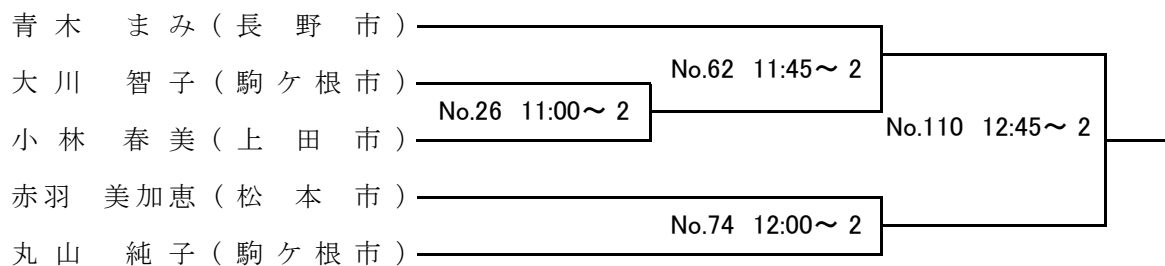 青木 まみ(長野市)
No.62 11:45～ 2
大川 智子(駒ケ根市)
No.26 11:00～ 2
小林 春美(上田市)
No.110 12:45～ 2
赤羽 美加恵(松本市)
No.74 12:00～ 2
丸山 純子(駒ケ根市)